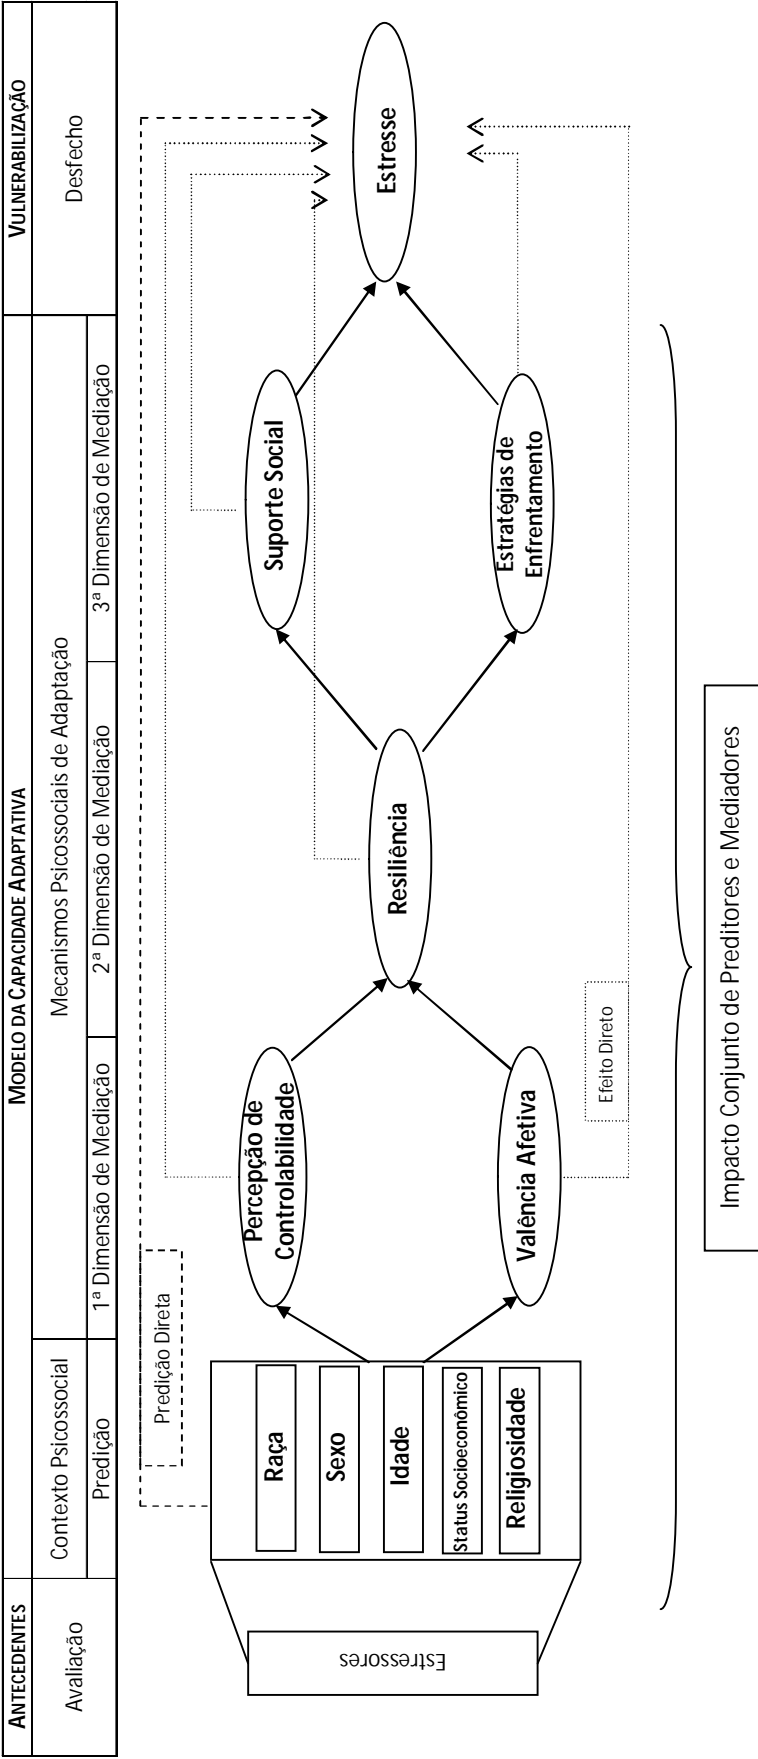 ANTECEDENTES
MODELO DA CAPACIDADE ADAPTATIVA
VULNERABILIZAÇÃO
Avaliação
Contexto Psicossocial
Mecanismos Psicossociais de Adaptação
Desfecho
Predição
1ª Dimensão de Mediação
2ª Dimensão de Mediação
3ª Dimensão de Mediação
Predição Direta
Estressores
Raça
Sexo
Idade
Status Socioeconômico
Religiosidade
Percepção de
Controlabilidade
Valência Afetiva
Resiliência
Suporte Social
Estratégias de
Enfrentamento
Estresse
Efeito Direto
Impacto Conjunto de Preditores e Mediadores